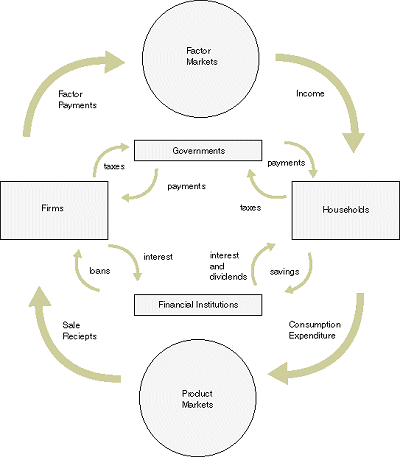 Factor
Markets
Factor
Payments
Income
Governments
taxes
payments
payments
taxes
Firms
Households
interest
loans
interest
and
dividends
savings
Financial Institutions
Sale
Reciepts
Consumption
Expenditure
Product
Markets